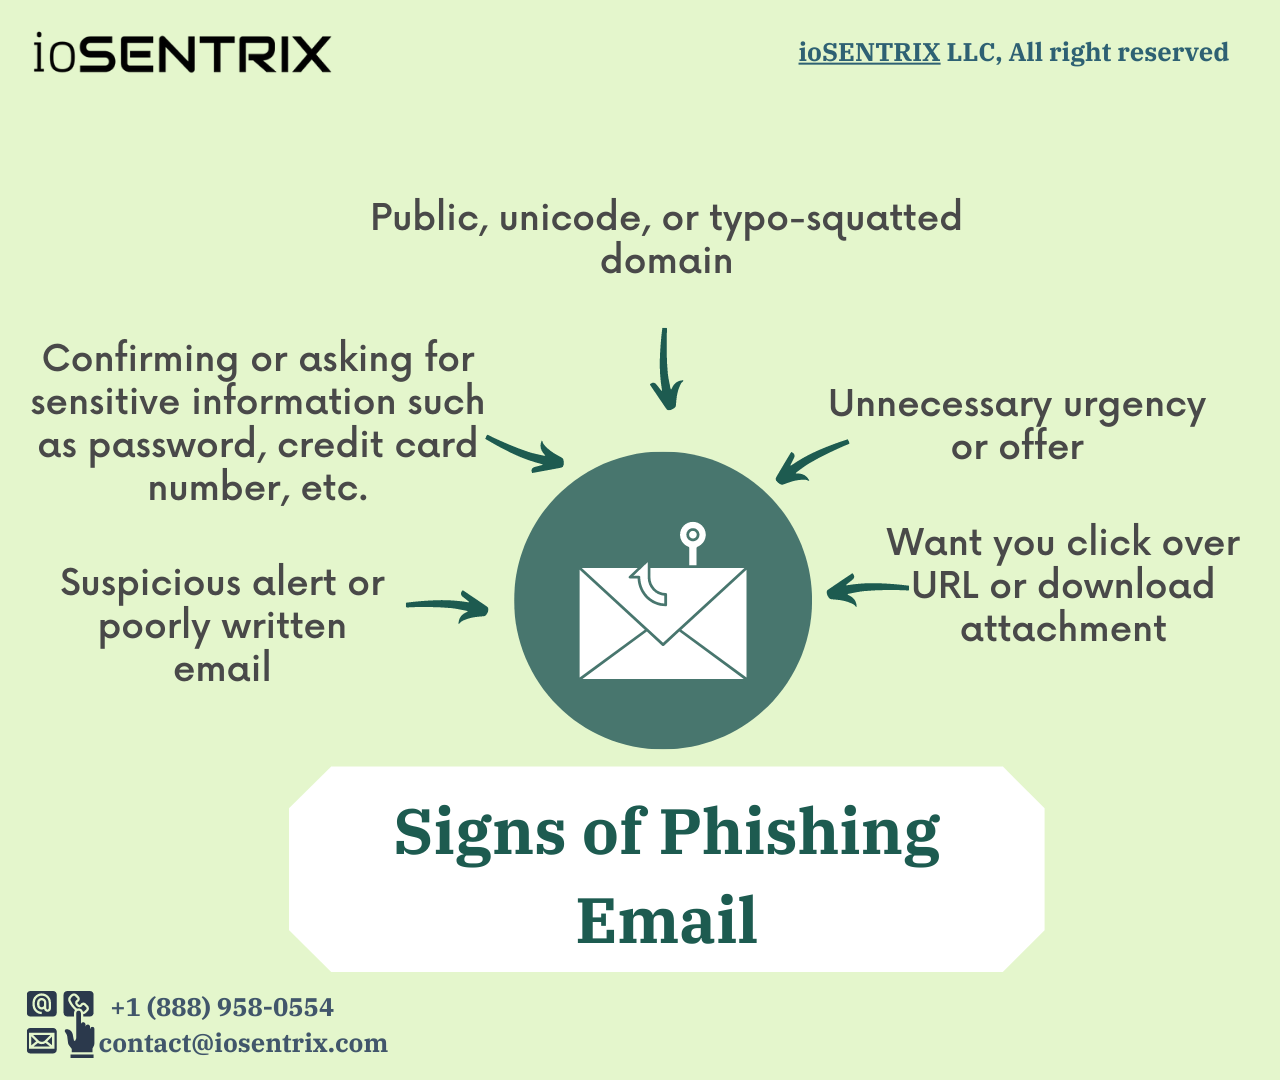 ioSENTRIX
ioSENTRIX LLC, All right reserved
Public, unicode, or typo-squatted
domain
Confirming or asking for
sensitive information such
as password, credit card
number, etc.
Unnecessary urgency
or offer
Suspicious alert or
poorly written
email
Want you click over
URL or download
attachment
Signs of Phishing
Email
+1 (888) 958-0554
contact@iosentrix.com